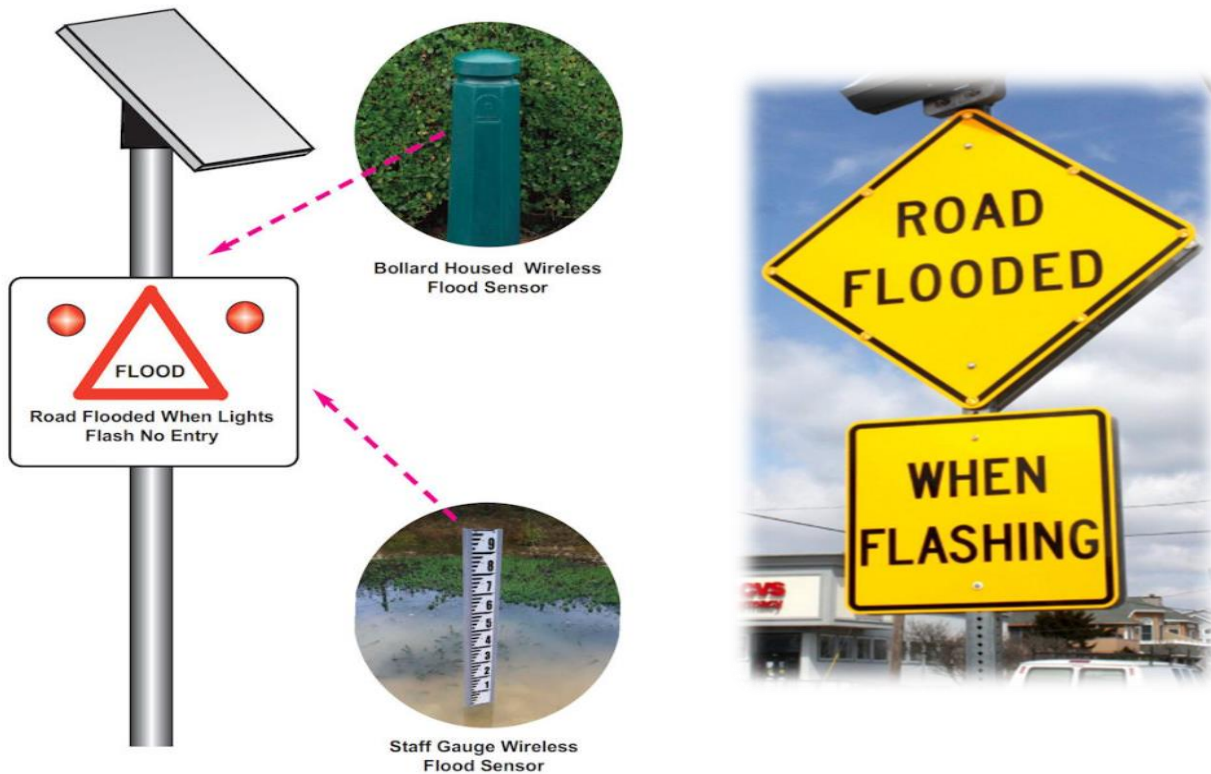 Bollard Housed Wireless
Flood Sensor
FLOOD
Road Flooded When Lights
Flash No Entry
9
8
7
6
5
4
3
2
1
Staff Gauge Wireless
Flood Sensor
ROAD
FLOODED
WHEN
FLASHING
CVS